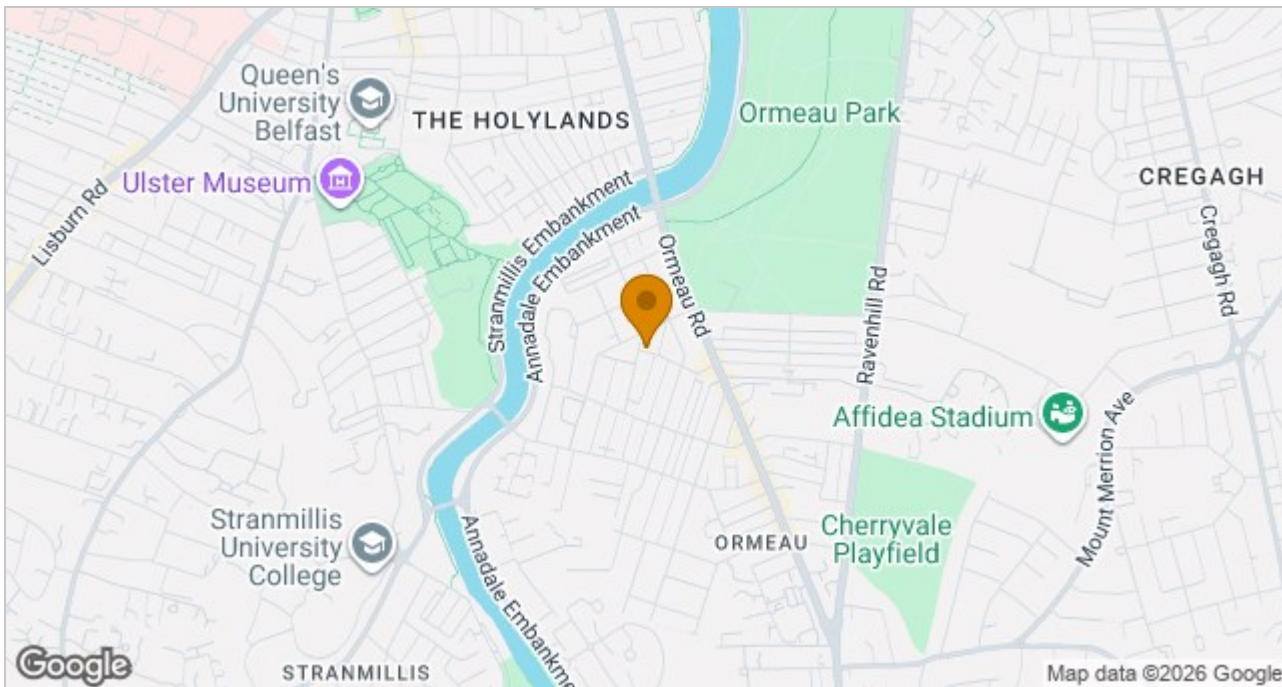 Queen's
University
Belfast
THE HOLYLANDS
Ormeau Park
Ulster Museum
CREGAGH
Lisburn Rd
Stranmillis Embankment
Annadale Embankment
Ormeau Rd
Ravenhill Rd
Cregagh Rd
Affidea Stadium
Mount Merrion Ave
Stranmillis
University
College
ORMEAU
Cherryvale
Playfield
Annadale Embankme
STRANMILLIS
Google
Map data ©2026 Google